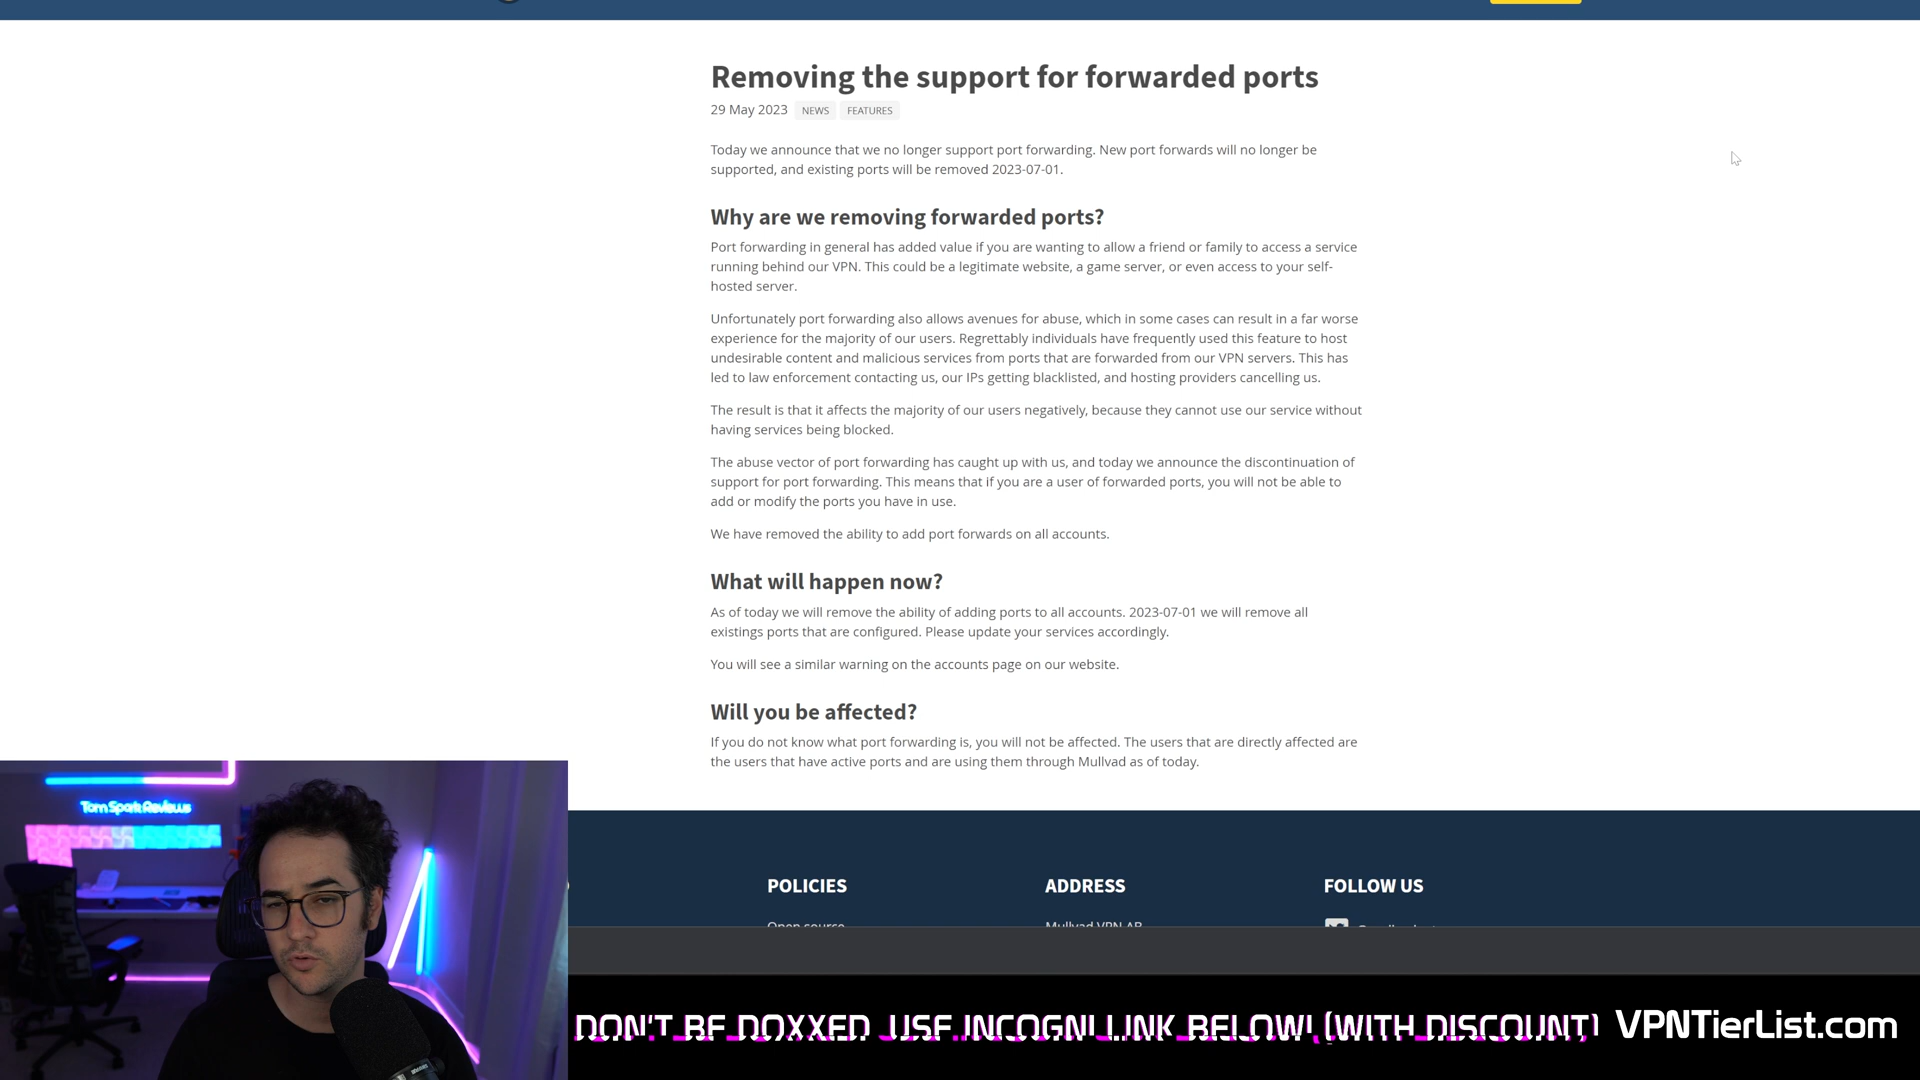 Removing the support for forwarded ports
29 May 2023 NEWS FEATURES
Today we announce that we no longer support port forwarding. New port forwards will no longer be
supported, and existing ports will be removed 2023-07-01.
Why are we removing forwarded ports?
Port forwarding in general has added value if you are wanting to allow a friend or family to access a service
running behind our VPN. This could be a legitimate website, a game server, or even access to your self-
hosted server.
Unfortunately port forwarding also allows avenues for abuse, which in some cases can result in a far worse
experience for the majority of our users. Regrettably individuals have frequently used this feature to host
undesirable content and malicious services from ports that are forwarded from our VPN servers. This has
led to law enforcement contacting us, our IPs getting blacklisted, and hosting providers cancelling us.
The result is that it affects the majority of our users negatively, because they cannot use our service without
having services being blocked.
The abuse vector of port forwarding has caught up with us, and today we announce the discontinuation of
support for port forwarding. This means that if you are a user of forwarded ports, you will not be able to
add or modify the ports you have in use.
We have removed the ability to add port forwards on all accounts.
What will happen now?
As of today we will remove the ability of adding ports to all accounts. 2023-07-01 we will remove all
existings ports that are configured. Please update your services accordingly.
You will see a similar warning on the accounts page on our website.
Will you be affected?
If you do not know what port forwarding is, you will not be affected. The users that are directly affected are
the users that have active ports and are using them through Mullvad as of today.
Tom Spark Reviews
POLICIES ADDRESS FOLLOW US
Open source Mullvad VPN AB
DON'T BE DOXXED USE INCOGNI LINK BELOW! (WITH DISCOUNT) VPNTierList.com